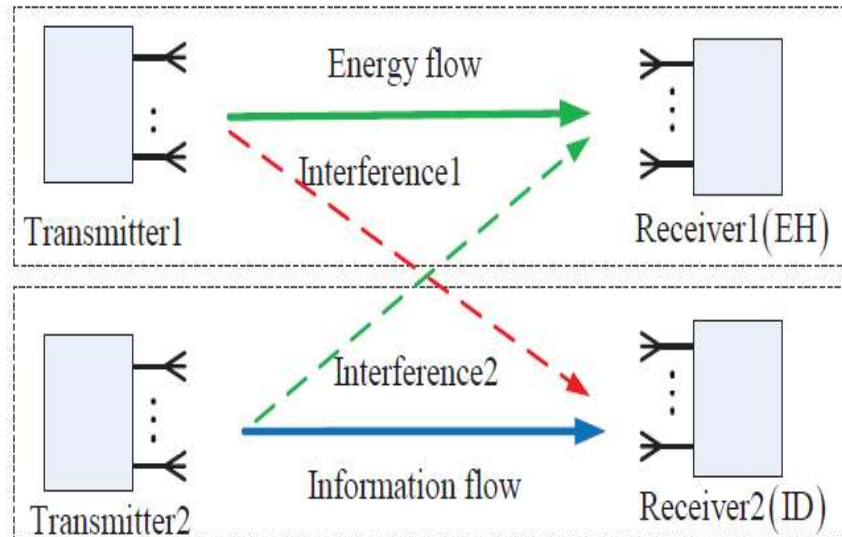 Energy flow
Interference1
Transmitter1
Receiver1(EH)
Interference2
Information flow
Transmitter2
Receiver2(ID)